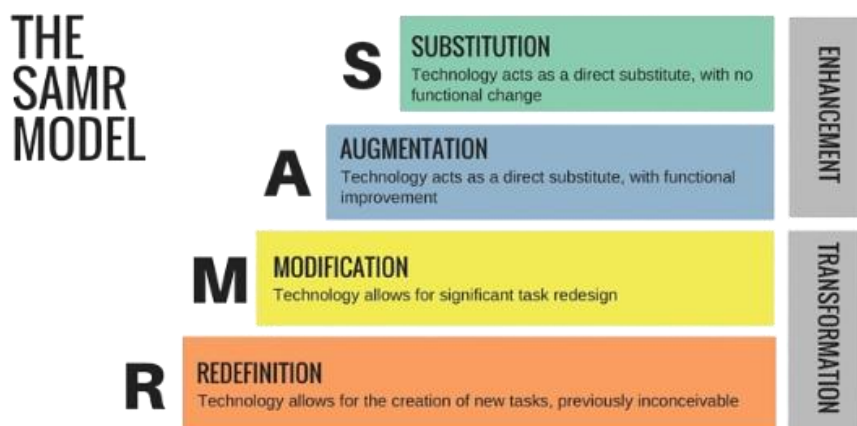 THE
SAMR
MODEL
S
SUBSTITUTION
Technology acts as a direct substitute, with no
functional change
A
AUGMENTATION
Technology acts as a direct substitute, with functional
improvement
ENHANCEMENT
M
MODIFICATION
Technology allows for significant task redesign
R
REDEFINITION
Technology allows for the creation of new tasks, previously inconceivable
TRANSFORMATION